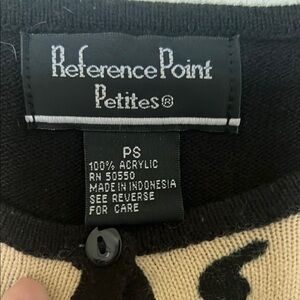 Reference Point
Petites®
PS
100% ACRYLIC
RN 50550
MADE IN INDONESIA
SEE REVERSE
FOR CARE